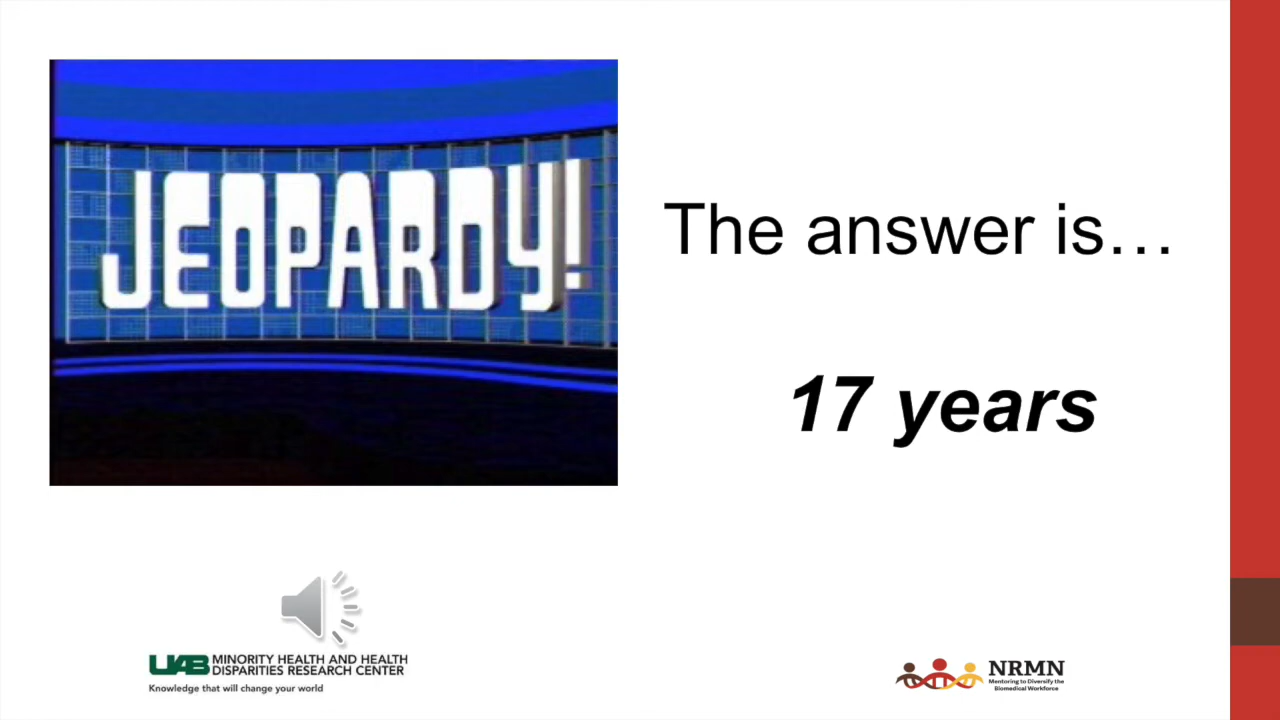 JEOPARDY!
The answer is…
17 years
UAB MINORITY HEALTH AND HEALTH
DISPARITIES RESEARCH CENTER
Knowledge that will change your world
NRMN
Mentoring to Diversify the
Biomedical Workforce